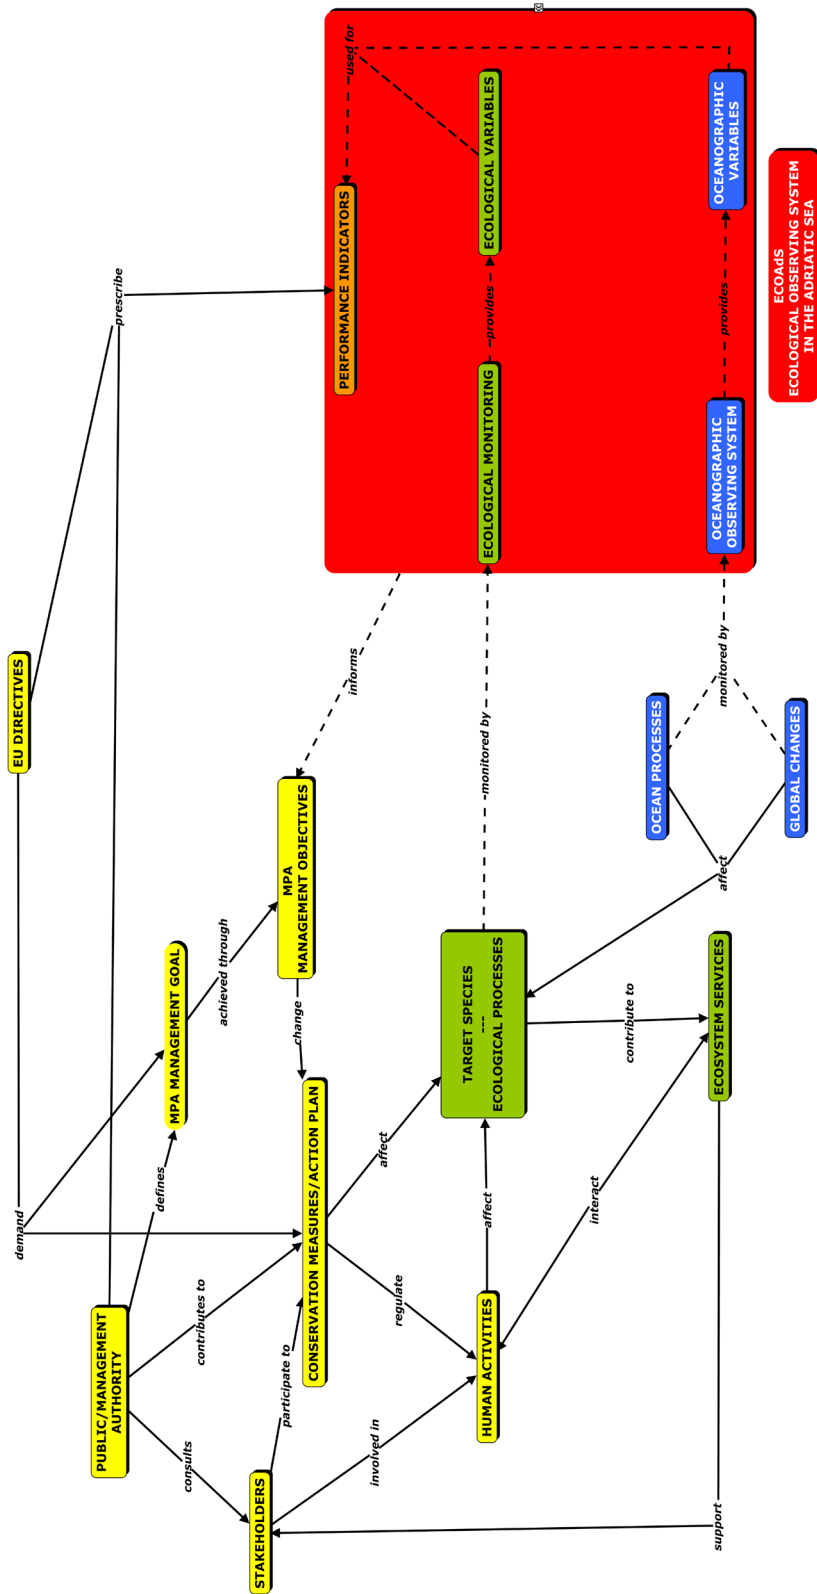 demand
EU DIRECTIVES
PUBLIC/MANAGEMENT
AUTHORITY
prescribe
defines
MPA MANAGEMENT GOAL
consults
contributes to
achieved through
STAKEHOLDERS
participate to
change
MPA
MANAGEMENT OBJECTIVES
CONSERVATION MEASURES/ACTION PLAN
informs
PERFORMANCE INDICATORS
used for
involved in
regulate
affect
HUMAN ACTIVITIES
affect
TARGET SPECIES
---
ECOLOGICAL PROCESSES
monitored by
ECOLOGICAL MONITORING
provides
ECOLOGICAL VARIABLES
interact
contribute to
OCEAN PROCESSES
support
ECOSYSTEM SERVICES
affect
monitored by
OCEANOGRAPHIC
OBSERVING SYSTEM
provides
OCEANOGRAPHIC
VARIABLES
GLOBAL CHANGES
ECOAdS
ECOLOGICAL OBSERVING SYSTEM
IN THE ADRIATIC SEA